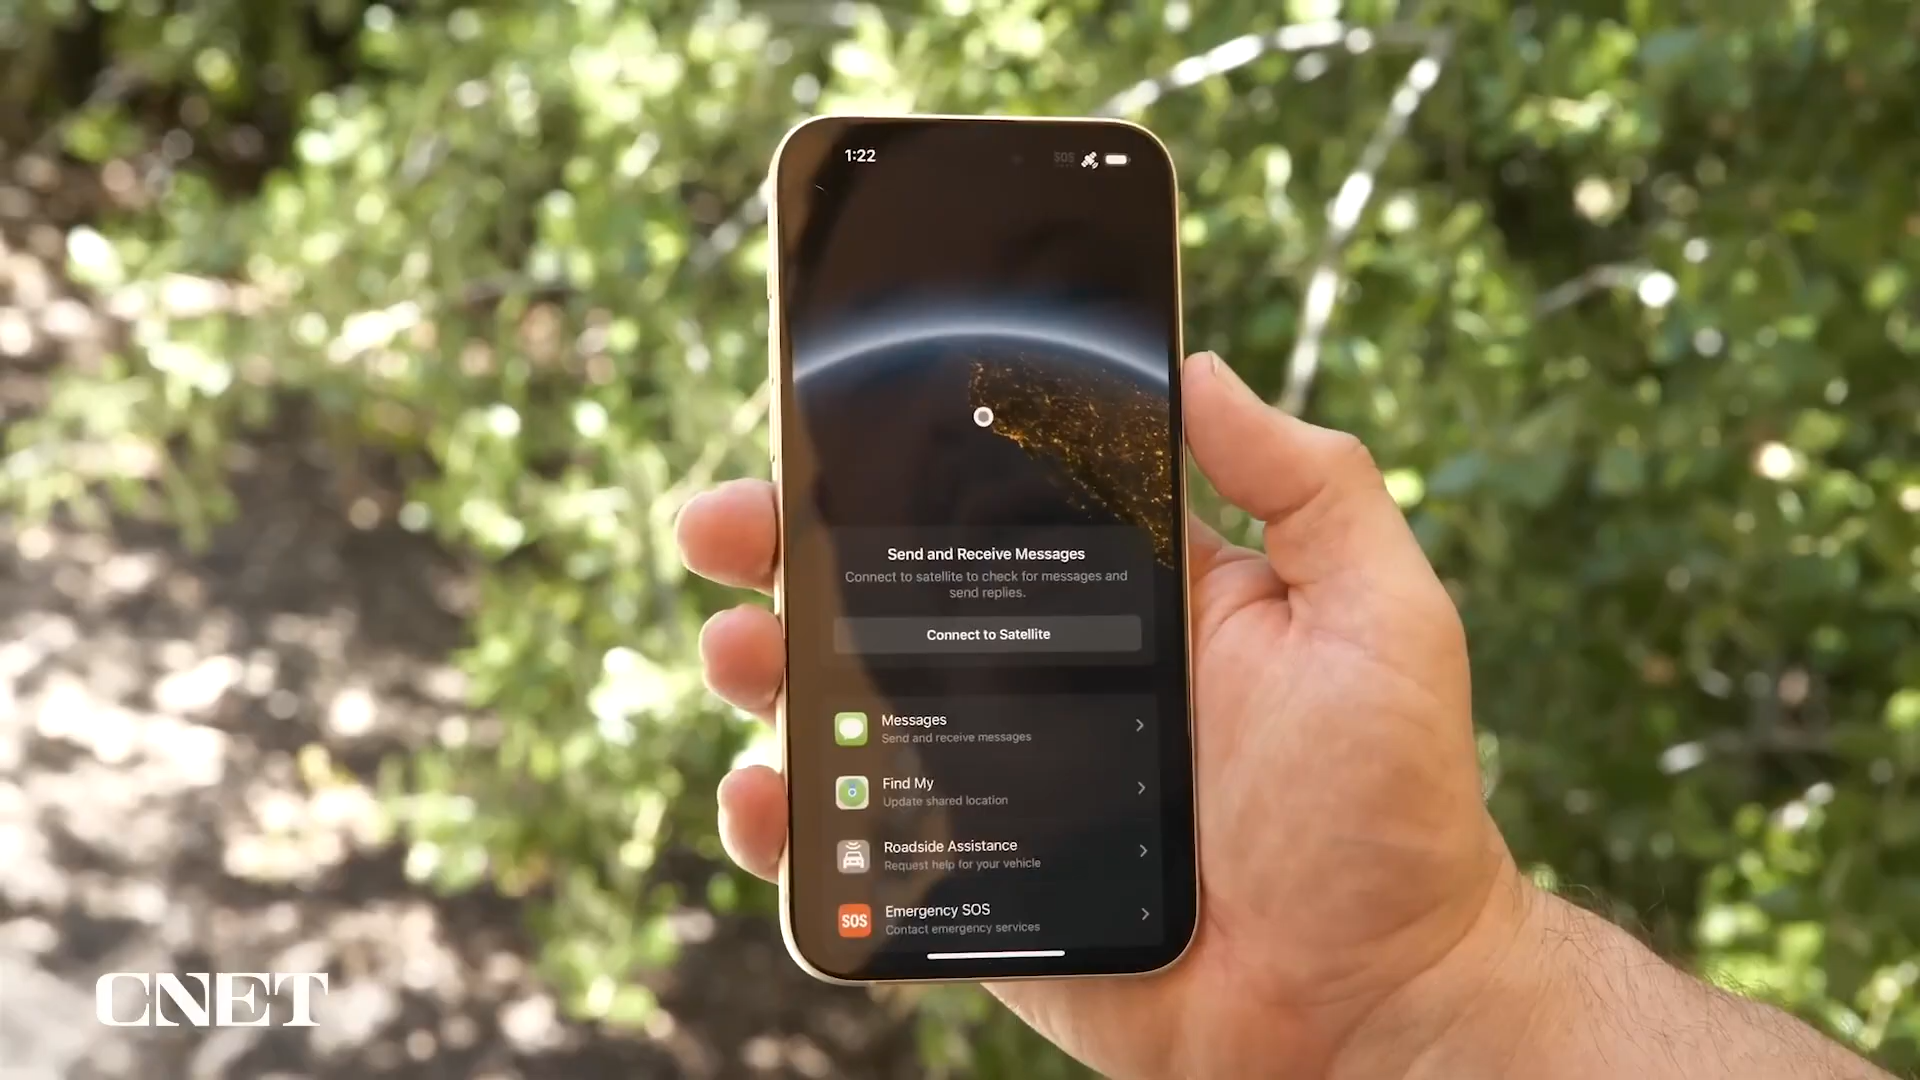 1:22
SOS
Send and Receive Messages
Connect to satellite to check for messages and
send replies.
Connect to Satellite
Messages
Send and receive messages
Find My
Update shared location
Roadside Assistance
Request help for your vehicle
SOS
Emergency SOS
Contact emergency services
CNET